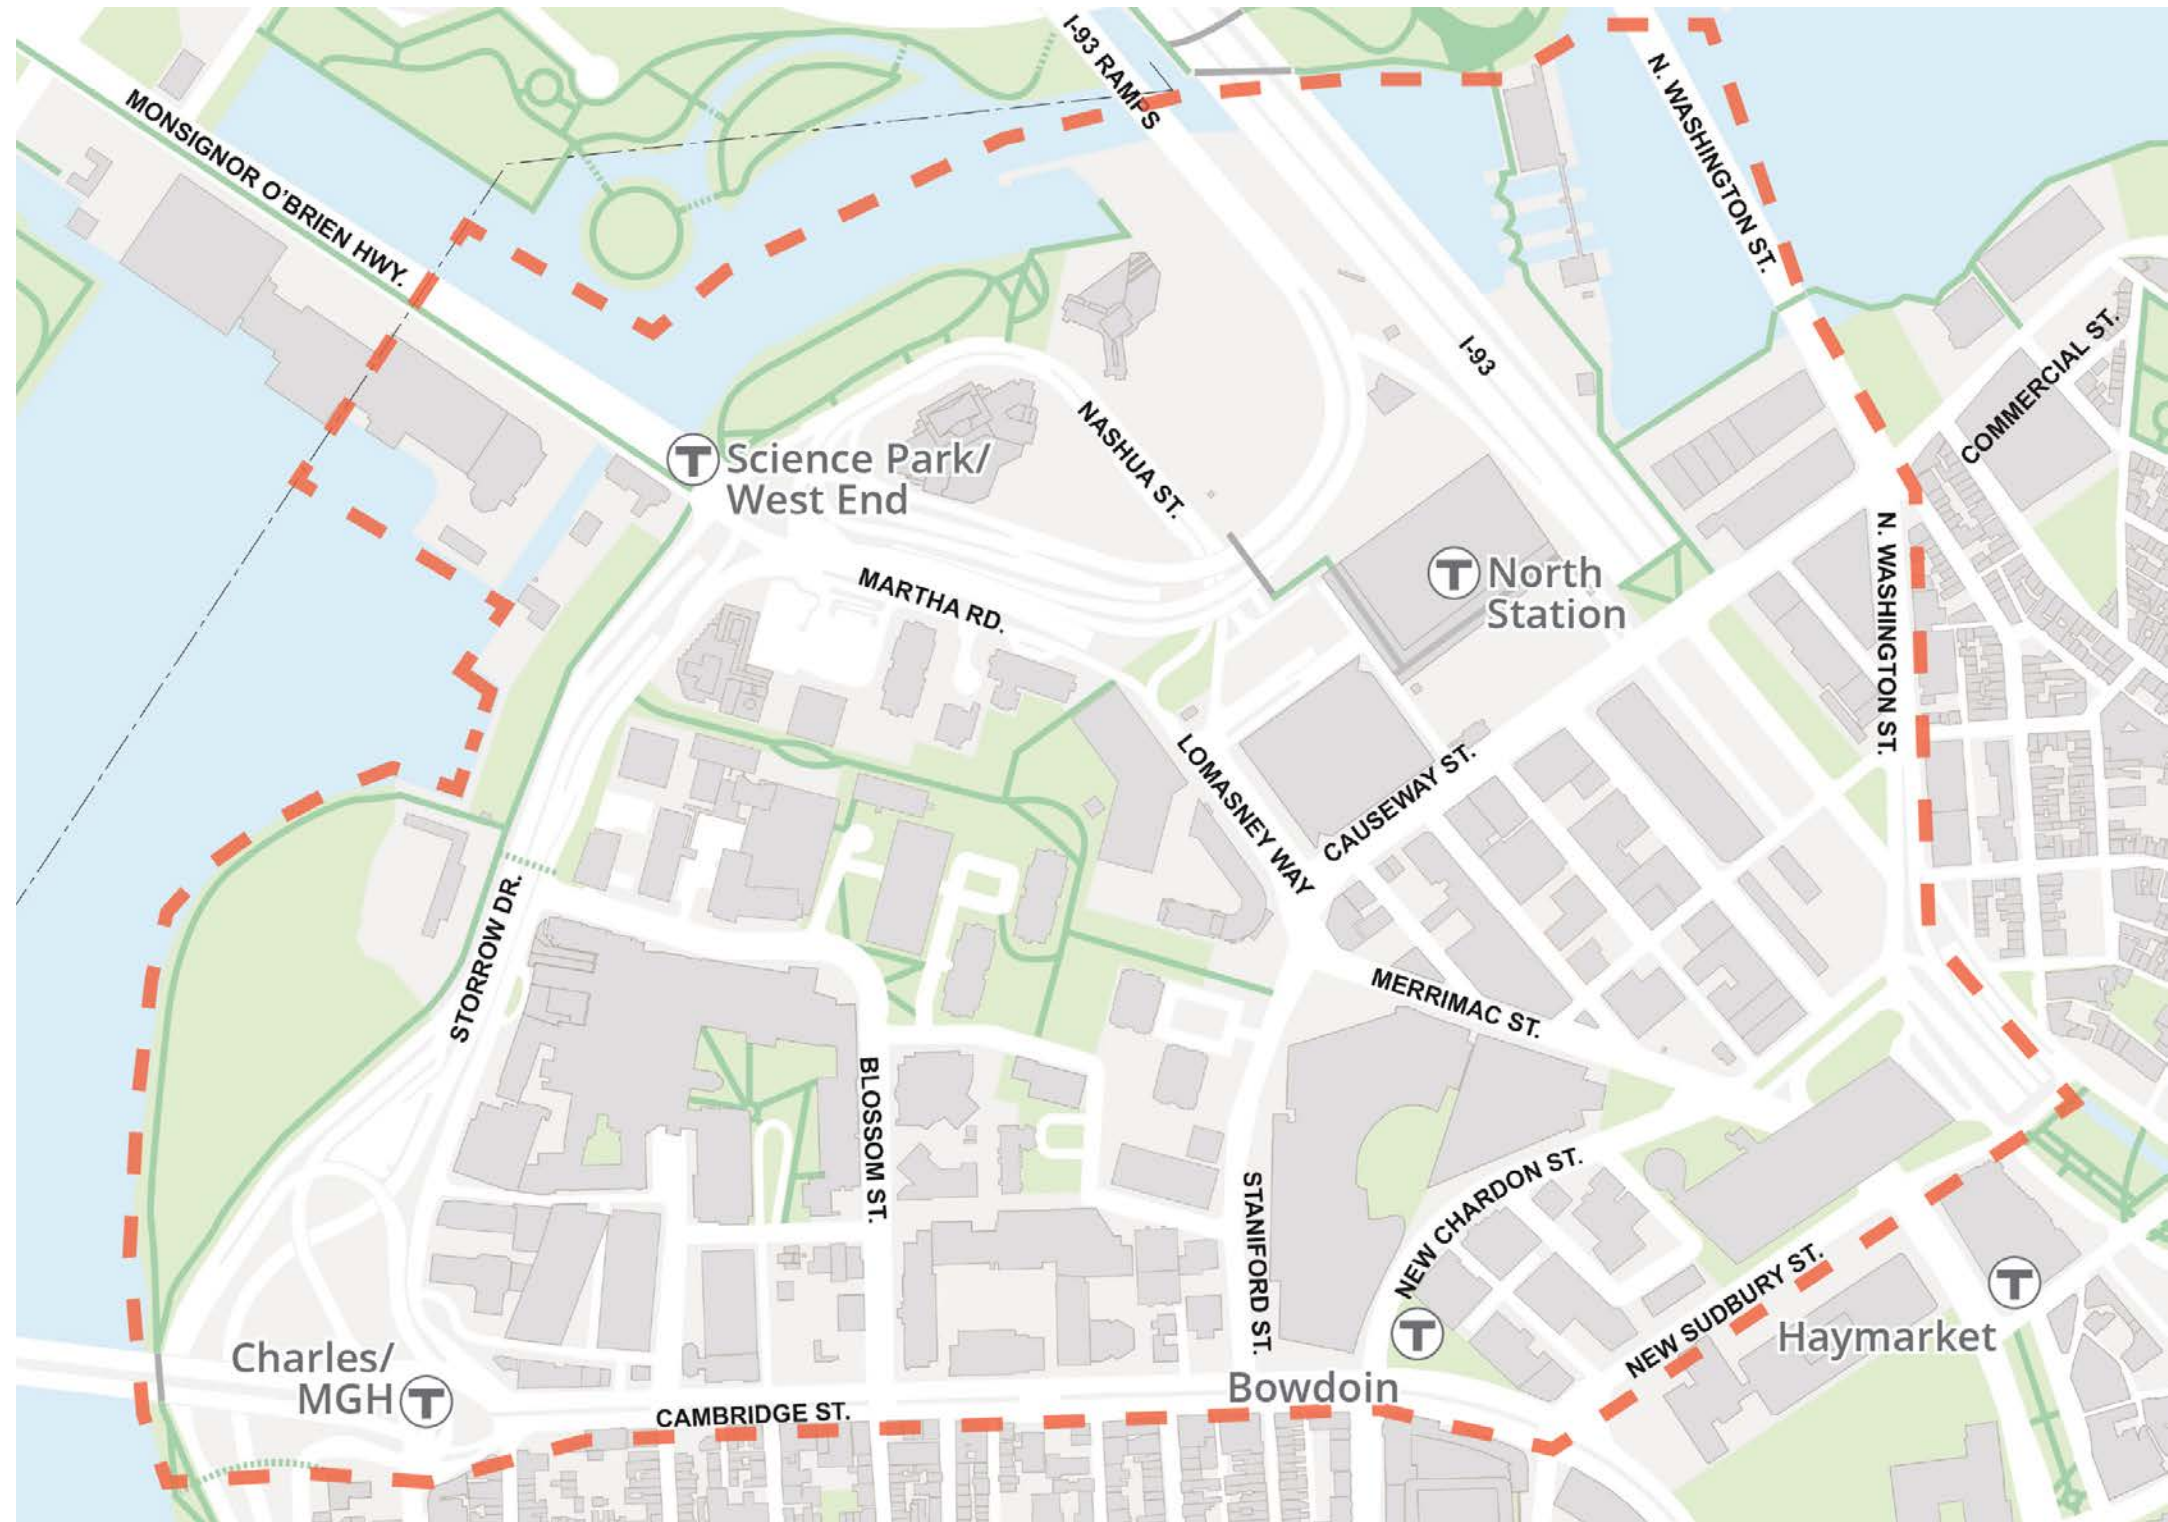 I-93 RAMPS
N. WASHINGTON ST.
MONSIGNOR O'BRIEN HWY.
I-93
COMMERCIAL ST.
NASHUA ST.
T Science Park/
West End
N. WASHINGTON ST.
T North
Station
MARTHA RD.
LOMASNEY WAY
CAUSEWAY ST.
STORROW DR.
MERRIMAC ST.
BLOSSOM ST.
STANIFORD ST.
NEW CHARDON ST.
NEW SUDBURY ST.
T
Haymarket
T
Bowdoin
Charles/
MGH T
CAMBRIDGE ST.